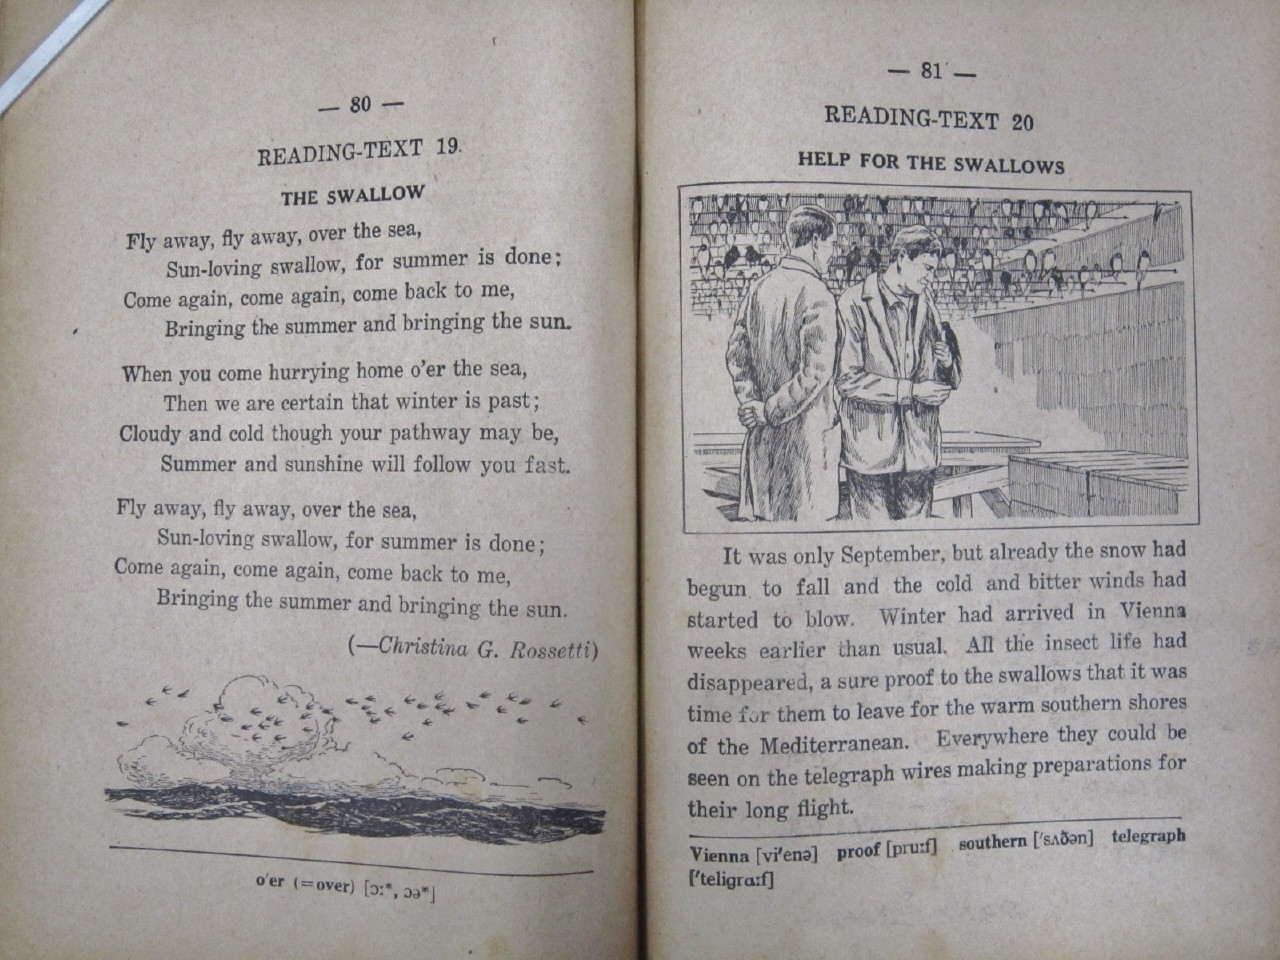 — 80 —
READING-TEXT 19.
THE SWALLOW
Fly away, fly away, over the sea,
Sun-loving swallow, for summer is done;
Come again, come again, come back to me,
Bringing the summer and bringing the sun.
When you come hurrying home o'er the sea,
Then we are certain that winter is past;
Cloudy and cold though your pathway may be,
Summer and sunshine will follow you fast.
Fly away, fly away, over the sea,
Sun-loving swallow, for summer is done;
Come again, come again, come back to me,
Bringing the summer and bringing the sun.
(—Christina G. Rossetti)
o'er (=over) [ɔː*, ɔə*]
— 81 —
READING-TEXT 20
HELP FOR THE SWALLOWS
It was only September, but already the snow had
begun to fall and the cold and bitter winds had
started to blow. Winter had arrived in Vienna
weeks earlier than usual. All the insect life had
disappeared, a sure proof to the swallows that it was
time for them to leave for the warm southern shores
of the Mediterranean. Everywhere they could be
seen on the telegraph wires making preparations for
their long flight.
Vienna [vi'enə] proof [pruːf] southern ['sʌðən] telegraph
['teligrɑːf]